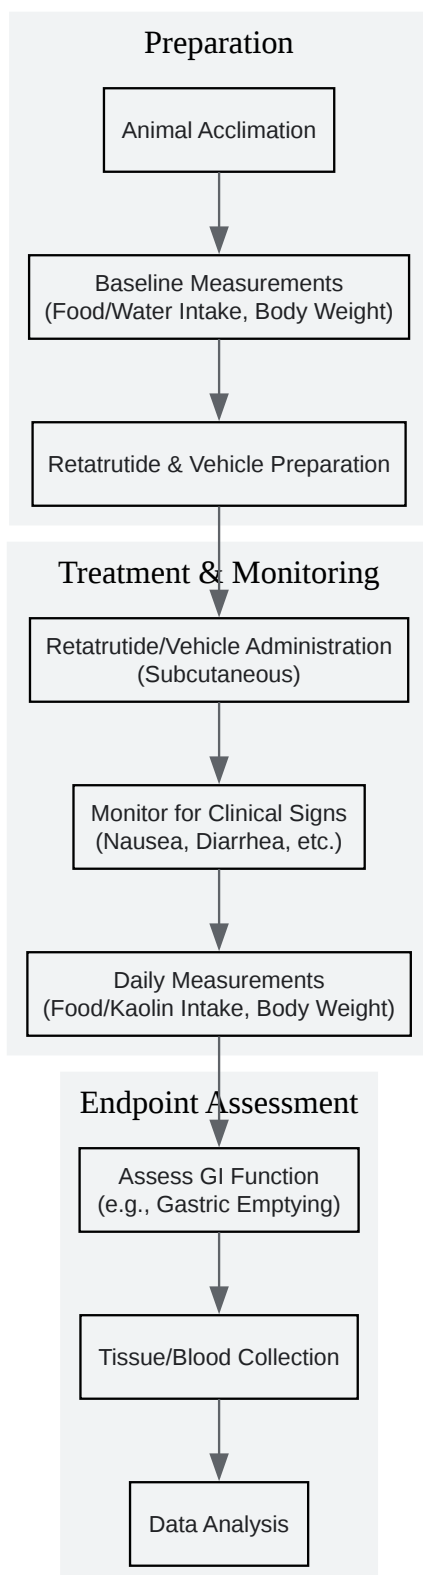 Preparation
Animal Acclimation
Baseline Measurements
(Food/Water Intake, Body Weight)
Retatrutide & Vehicle Preparation
Treatment & Monitoring
Retatrutide/Vehicle Administration
(Subcutaneous)
Monitor for Clinical Signs
(Nausea, Diarrhea, etc.)
Daily Measurements
(Food/Kaolin Intake, Body Weight)
Endpoint Assessment
Assess GI Function
(e.g., Gastric Emptying)
Tissue/Blood Collection
Data Analysis